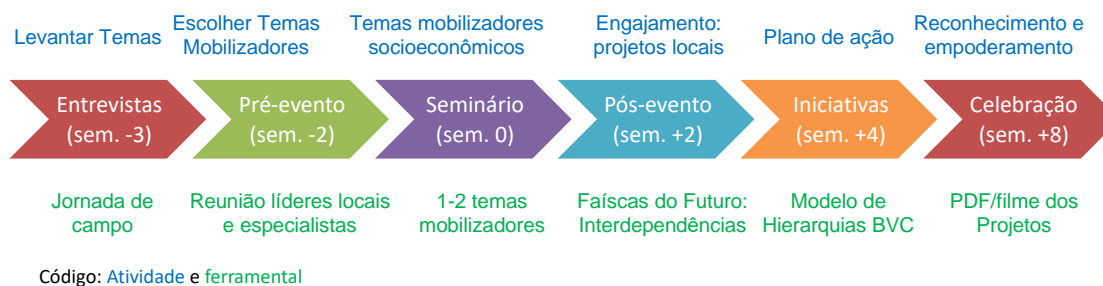 Levantar Temas
Escolher Temas
Mobilizadores
Temas mobilizadores
socioeconômicos
Engajamento:
projetos locais
Plano de ação
Reconhecimento e
empoderamento
Entrevistas
(sem. -3)
Pré-evento
(sem. -2)
Seminário
(sem. 0)
Pós-evento
(sem. +2)
Iniciativas
(sem. +4)
Celebração
(sem. +8)
Jornada de
campo
Reunião líderes locais
e especialistas
1-2 temas
mobilizadores
Faíscas do Futuro:
Interdependências
Modelo de
Hierarquias BVC
PDF/filme dos
Projetos
Código: Atividade e ferramental